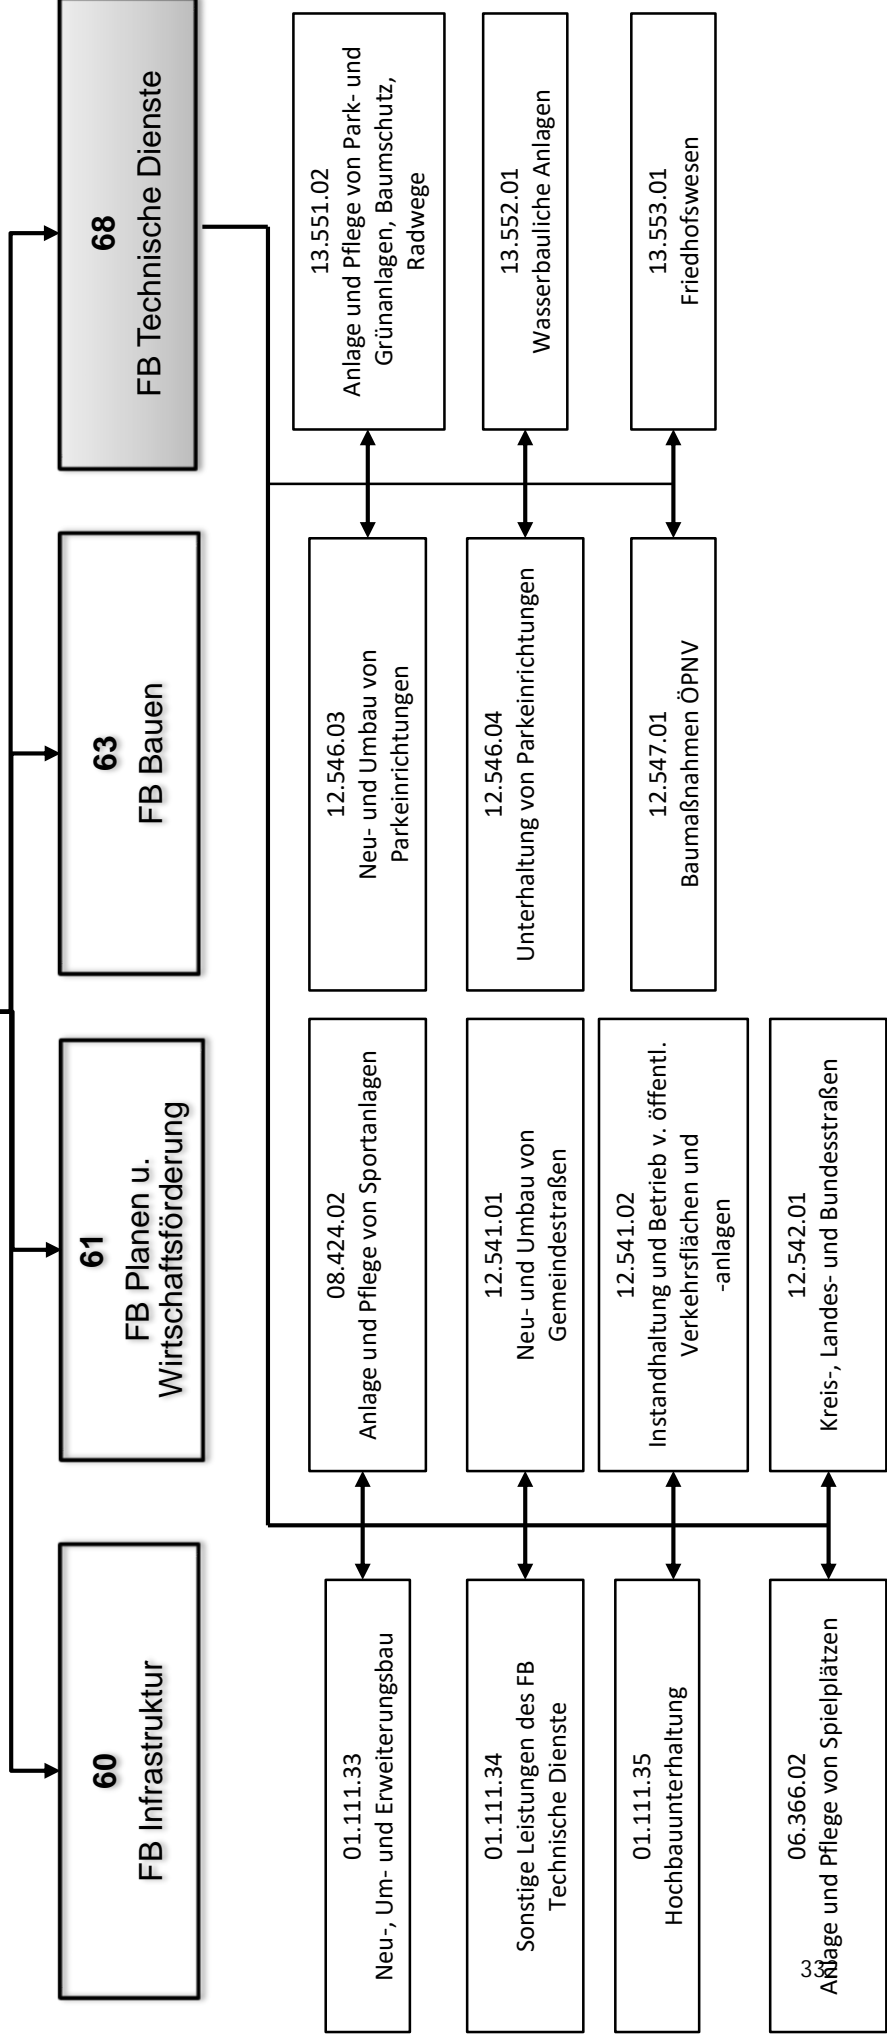 60
FB Infrastruktur
61
FB Planen u.
Wirtschaftsförderung
63
FB Bauen
68
FB Technische Dienste
01.111.33
Neu-, Um- und Erweiterungsbau
01.111.34
Sonstige Leistungen des FB
Technische Dienste
01.111.35
Hochbauunterhaltung
06.366.02
Anlage und Pflege von Spielplätzen
08.424.02
Anlage und Pflege von Sportanlagen
12.541.01
Neu- und Umbau von
Gemeindestraßen
12.541.02
Instandhaltung und Betrieb v. öffentl.
Verkehrsflächen und
-anlagen
12.542.01
Kreis-, Landes- und Bundesstraßen
12.546.03
Neu- und Umbau von
Parkeinrichtungen
12.546.04
Unterhaltung von Parkeinrichtungen
12.547.01
Baumaßnahmen ÖPNV
13.551.02
Anlage und Pflege von Park- und
Grünanlagen, Baumschutz,
Radwege
13.552.01
Wasserbauliche Anlagen
13.553.01
Friedhofswesen
332